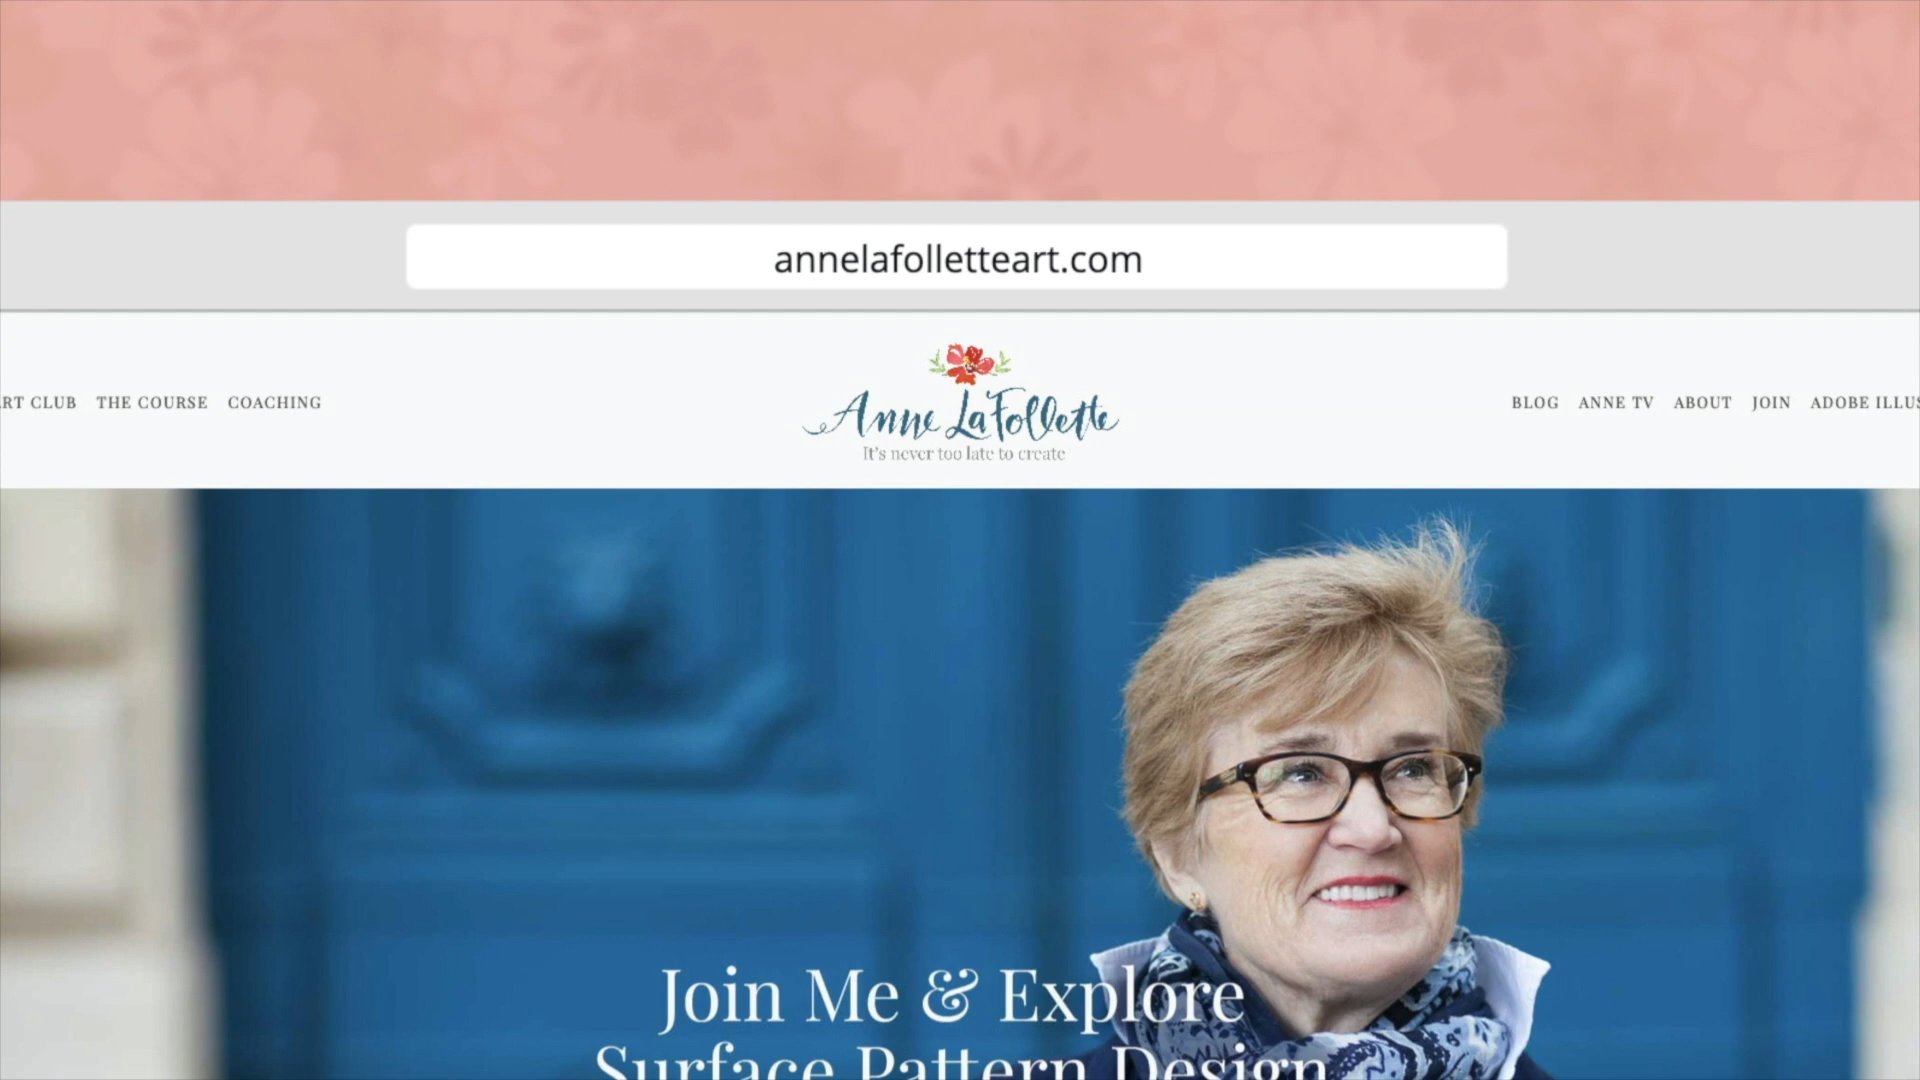 annelafolletteart.com
RT CLUB THE COURSE COACHING
Anne LaFollette
It's never too late to create
BLOG ANNE TV ABOUT JOIN ADOBE ILLUS
Join Me & Explore
Surface Pattern Design